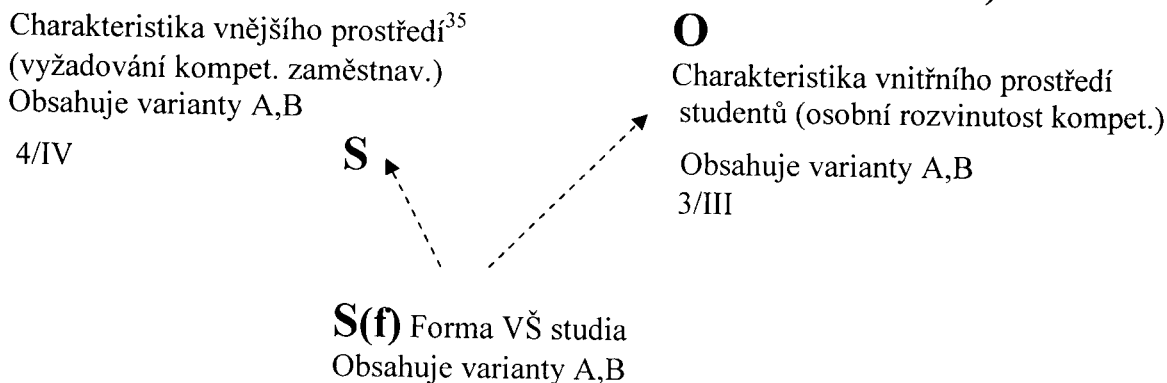 Charakteristika vnějšího prostředí³⁵
(vyžadování kompet. zaměstnav.)
Obsahuje varianty A,B
4/IV
S
O
Charakteristika vnitřního prostředí
studentů (osobní rozvinutost kompet.)
Obsahuje varianty A,B
3/III
S(f) Forma VŠ studia
Obsahuje varianty A,B